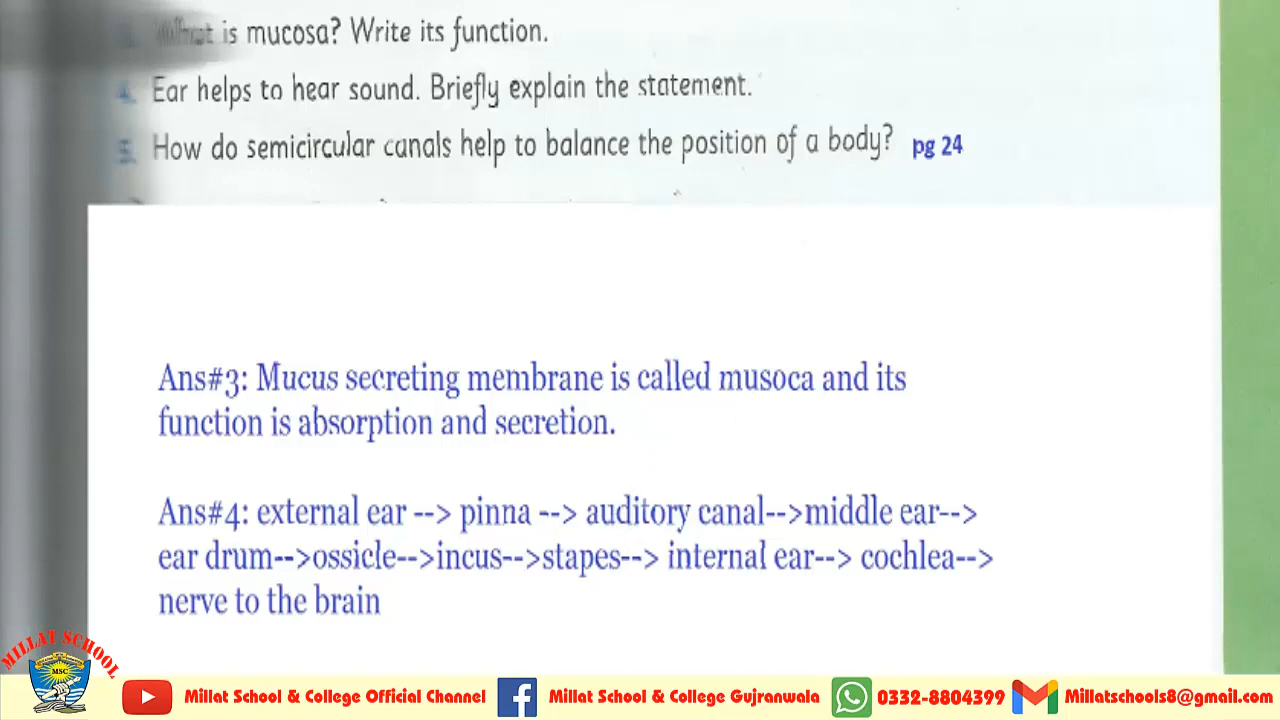 What is mucosa? Write its function.
4. Ear helps to hear sound. Briefly explain the statement.
5. How do semicircular canals help to balance the position of a body? pg 24
Ans#3: Mucus secreting membrane is called musoca and its
function is absorption and secretion.
Ans#4: external ear --> pinna --> auditory canal-->middle ear-->
ear drum-->ossicle-->incus-->stapes--> internal ear--> cochlea-->
nerve to the brain
MILLAT SCHOOL
MSC
Millat School & College Official Channel
Millat School & College Gujranwala
0332-8804399
Millatschools8@gmail.com